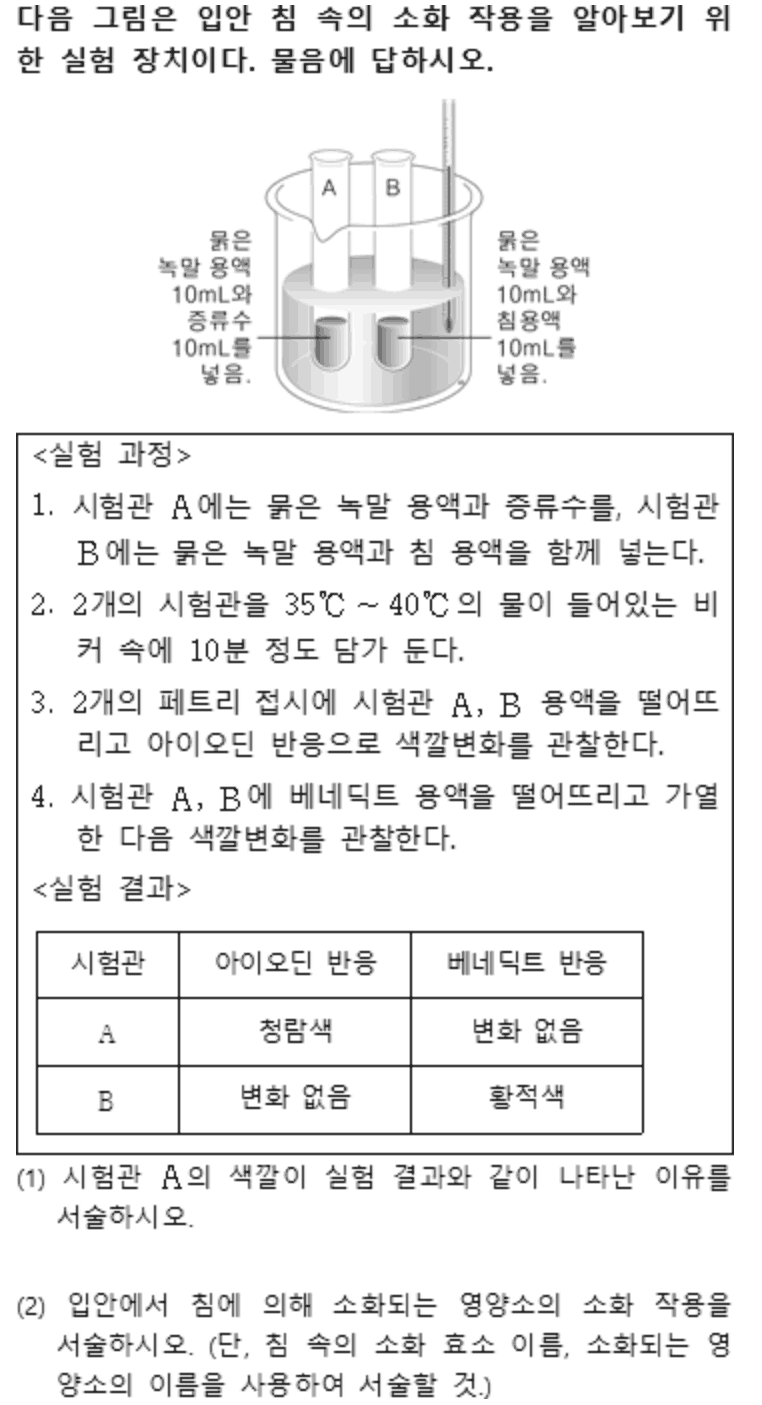 다음 그림은 입안 침 속의 소화 작용을 알아보기 위
한 실험 장치이다. 물음에 답하시오.
A
B
묽은
녹말 용액
10mL와
증류수
10mL를
넣음.
묽은
녹말 용액
10mL와
침용액
10mL를
넣음.
<실험 과정>
1. 시험관 A에는 묽은 녹말 용액과 증류수를, 시험관
B에는 묽은 녹말 용액과 침 용액을 함께 넣는다.
2. 2개의 시험관을 35℃ ~ 40℃의 물이 들어있는 비
커 속에 10분 정도 담가 둔다.
3. 2개의 페트리 접시에 시험관 A, B 용액을 떨어뜨
리고 아이오딘 반응으로 색깔변화를 관찰한다.
4. 시험관 A, B에 베네딕트 용액을 떨어뜨리고 가열
한 다음 색깔변화를 관찰한다.
<실험 결과>
시험관 아이오딘 반응 베네딕트 반응
A 청람색 변화 없음
B 변화 없음 황적색
(1) 시험관 A의 색깔이 실험 결과와 같이 나타난 이유를
서술하시오.
(2) 입안에서 침에 의해 소화되는 영양소의 소화 작용을
서술하시오. (단, 침 속의 소화 효소 이름, 소화되는 영
양소의 이름을 사용하여 서술할 것.)